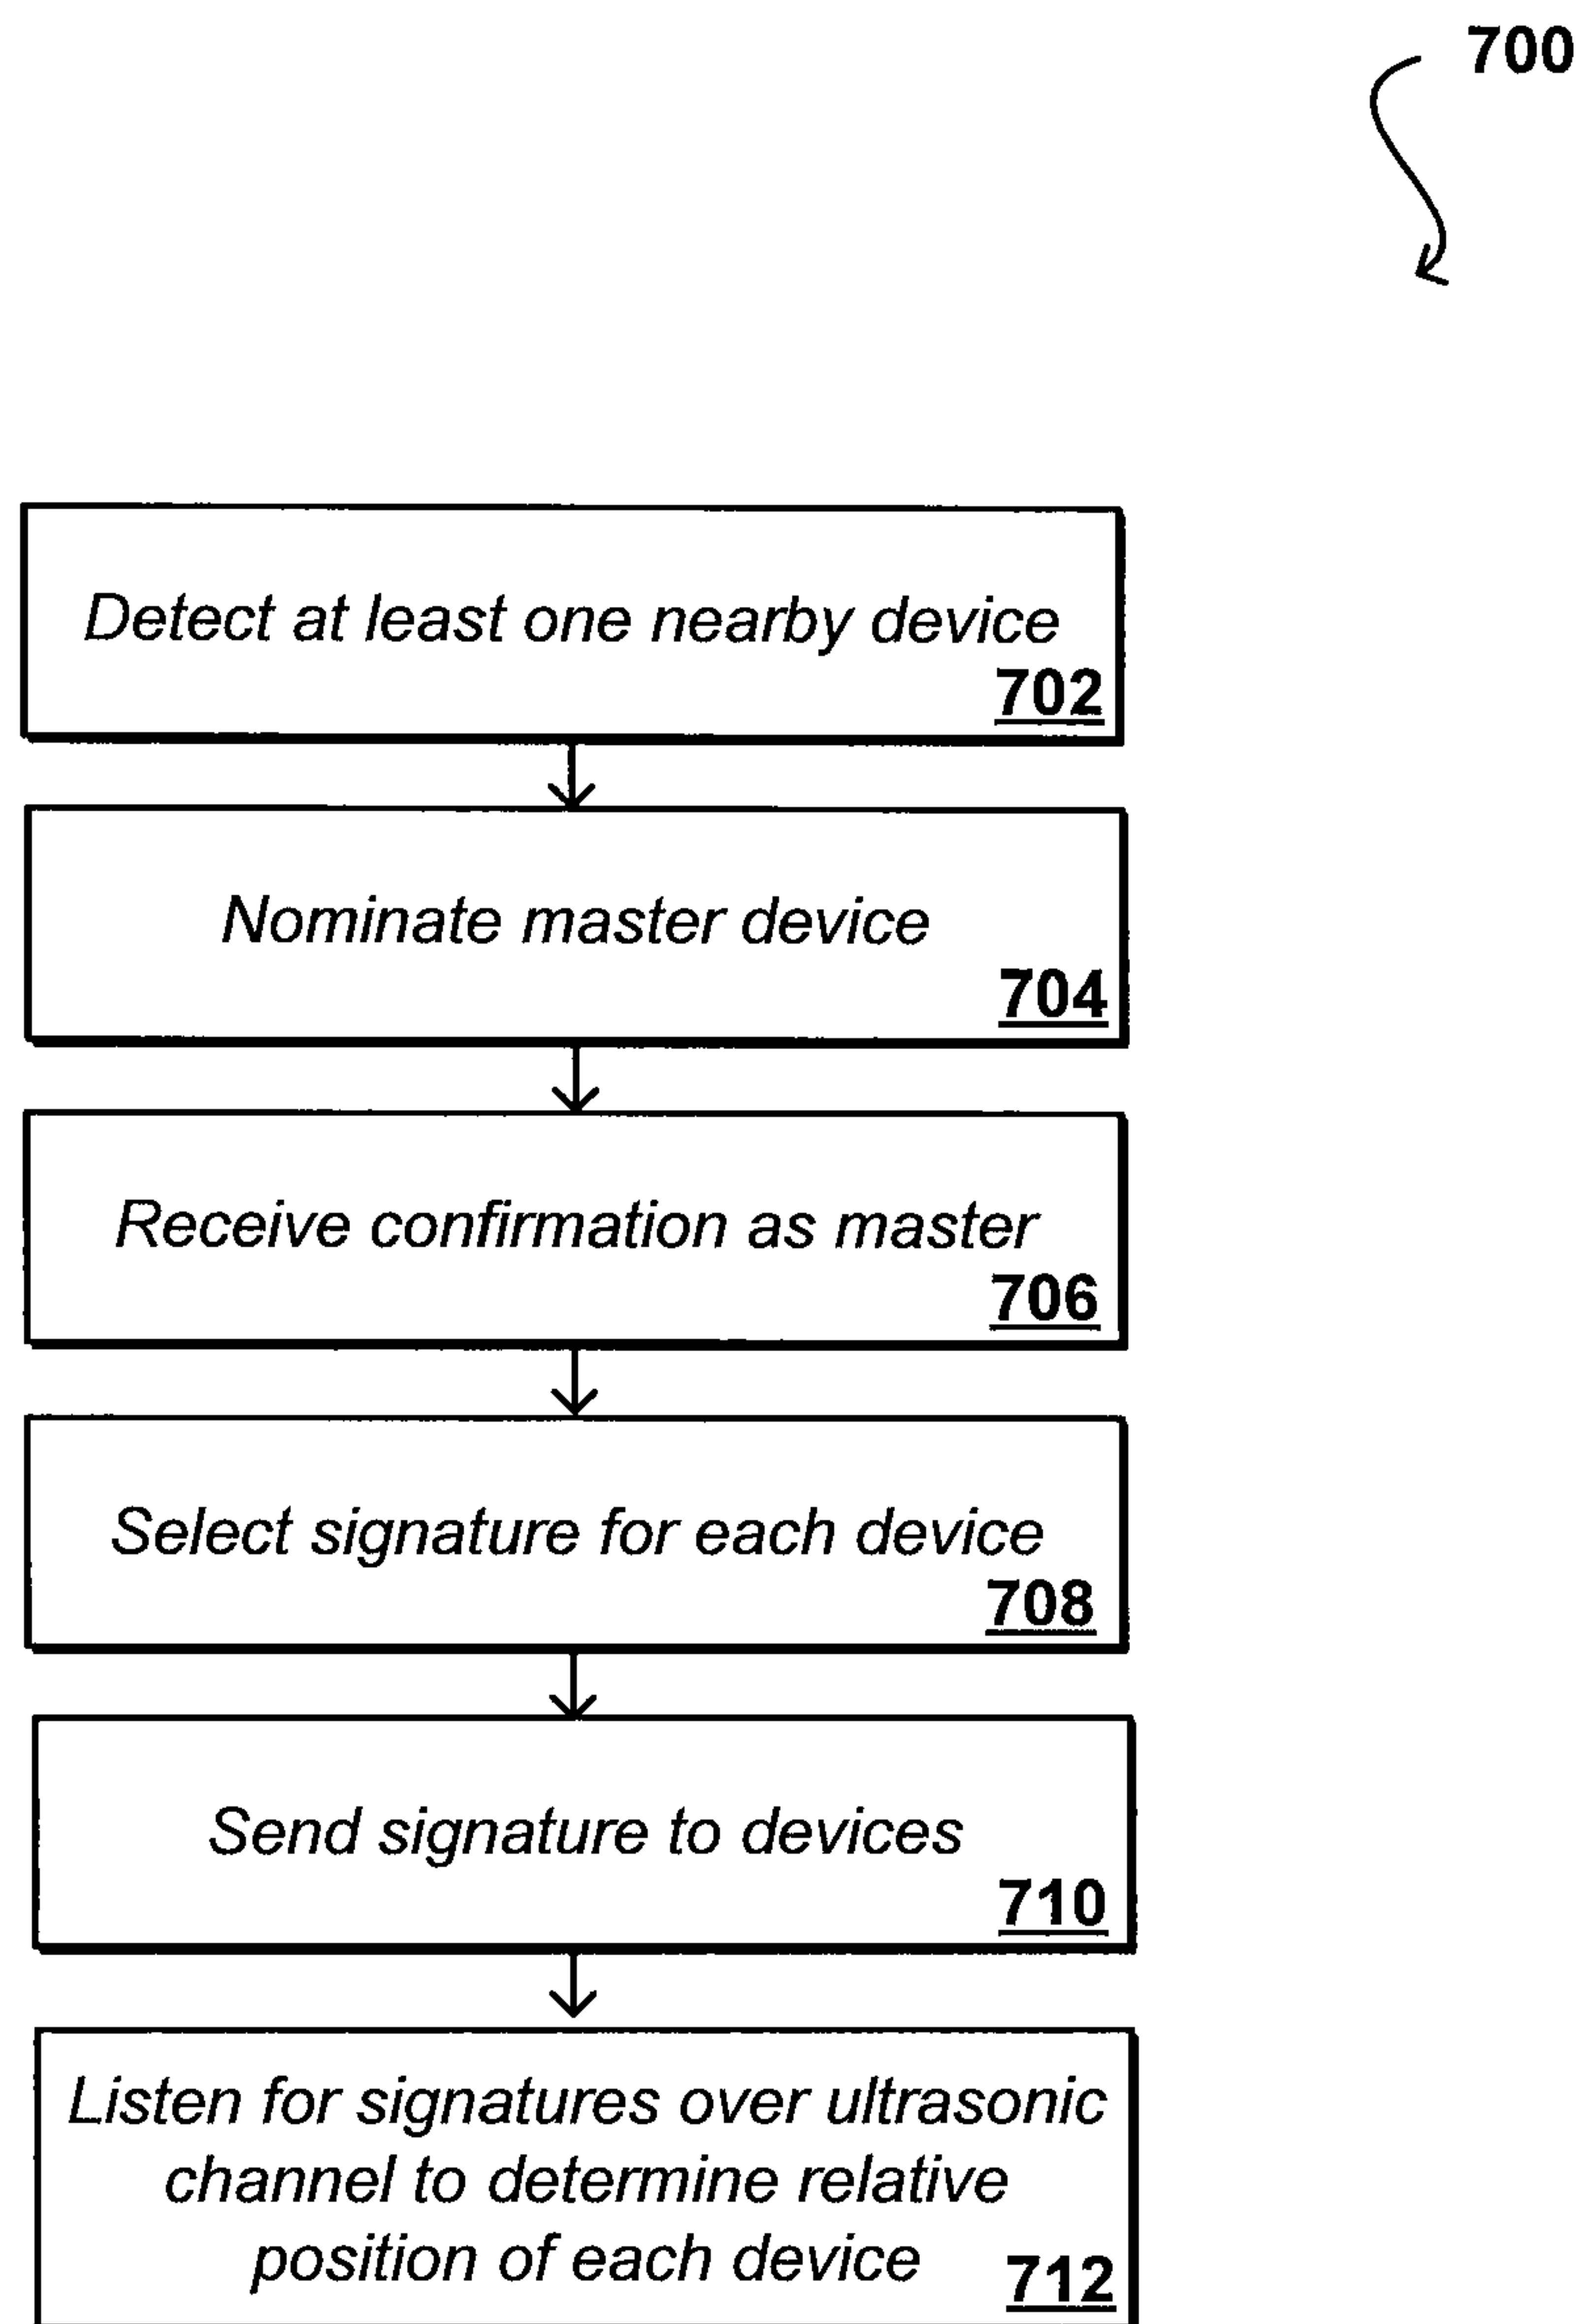 700
Detect at least one nearby device
702
Nominate master device
704
Receive confirmation as master
706
Select signature for each device
708
Send signature to devices
710
Listen for signatures over ultrasonic
channel to determine relative
position of each device
712